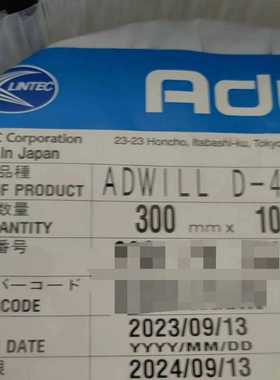 LINTEC
Adw
C Corporation
23-23 Honcho, Itabashi-ku, Tokyo
In Japan
品種
OF PRODUCT
ADWILL D-4
数量
ANTITY
300 mm x 10
番号
バーコード
CODE
2023/09/13
DATE
YYYY/MM/DD
限
2024/09/13